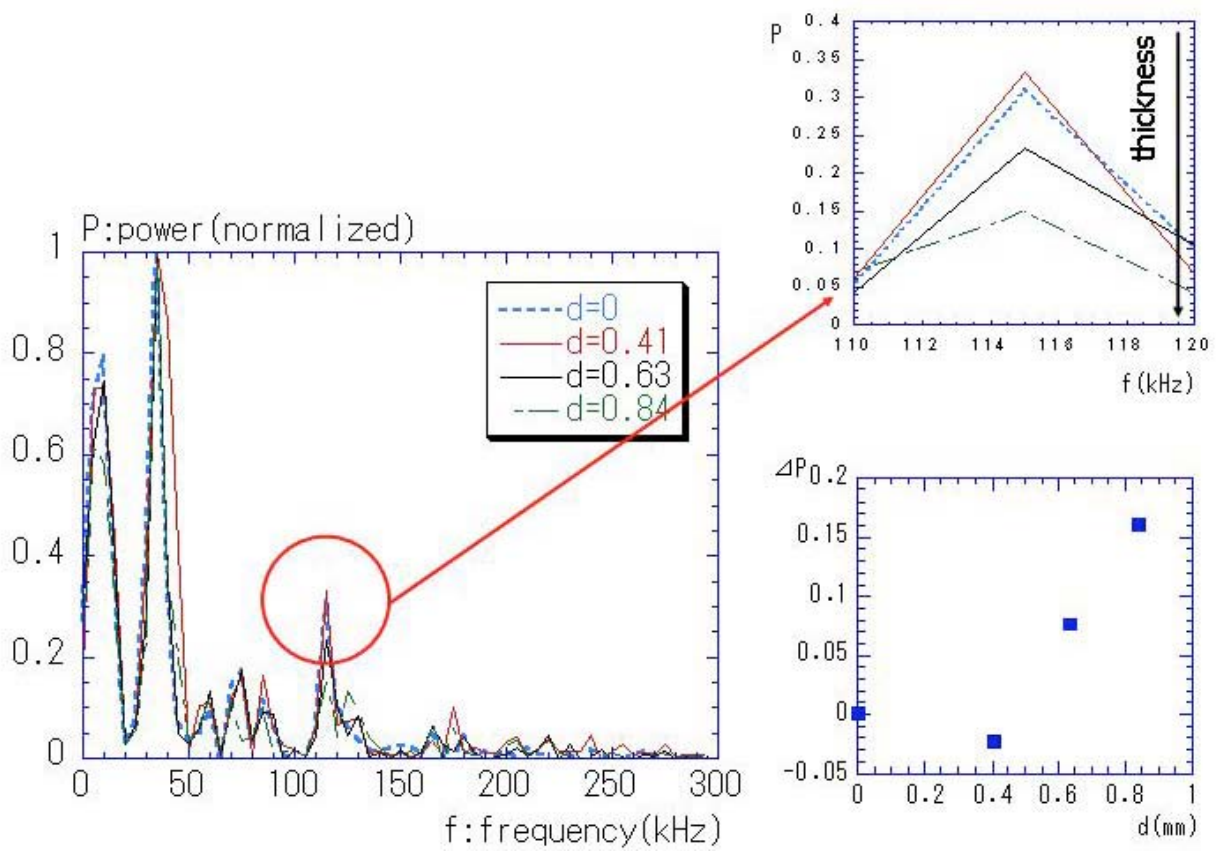 P:power(normalized)
1
0.8
0.6
0.4
0.2
0
0 50 100 150 200 250 300
f:frequency(kHz)
d=0
d=0.41
d=0.63
d=0.84
P
0.4
0.35
0.3
0.25
0.2
0.15
0.1
0.05
0
110 112 114 116 118 120
f(kHz)
thickness
⊿P
0.2
0.15
0.1
0.05
0
-0.05
0 0.2 0.4 0.6 0.8 1
d(mm)